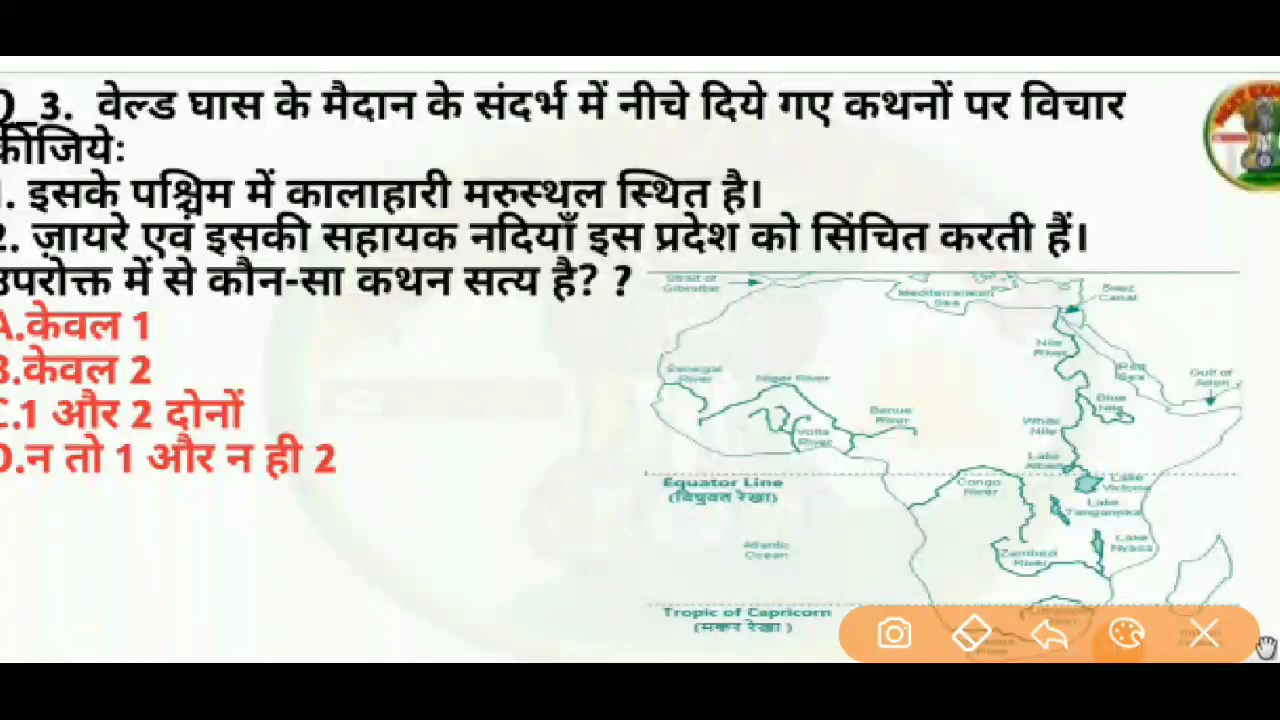 _3. वेल्ड घास के मैदान के संदर्भ में नीचे दिये गए कथनों पर विचार
कीजियेः
1. इसके पश्चिम में कालाहारी मरुस्थल स्थित है।
2. ज़ायरे एवं इसकी सहायक नदियाँ इस प्रदेश को सिंचित करती हैं।
उपरोक्त में से कौन-सा कथन सत्य है? ?
A.केवल 1
B.केवल 2
C.1 और 2 दोनों
D.न तो 1 और न ही 2
Strait of
Gibraltar
Mediterranean
Sea
Suez
Canal
Nile
River
Red
Sea
Gulf of
Aden
Senegal
River
Niger River
Benue
River
Volta
River
Blue
Nile
White
Nile
Lake
Albert
Equator Line
(विषुवत रेखा)
Congo
River
Lake
Victoria
Lake
Tanganyika
Atlantic
Ocean
Zambezi
River
Lake
Nyasa
Tropic of Capricorn
(मकर रेखा )